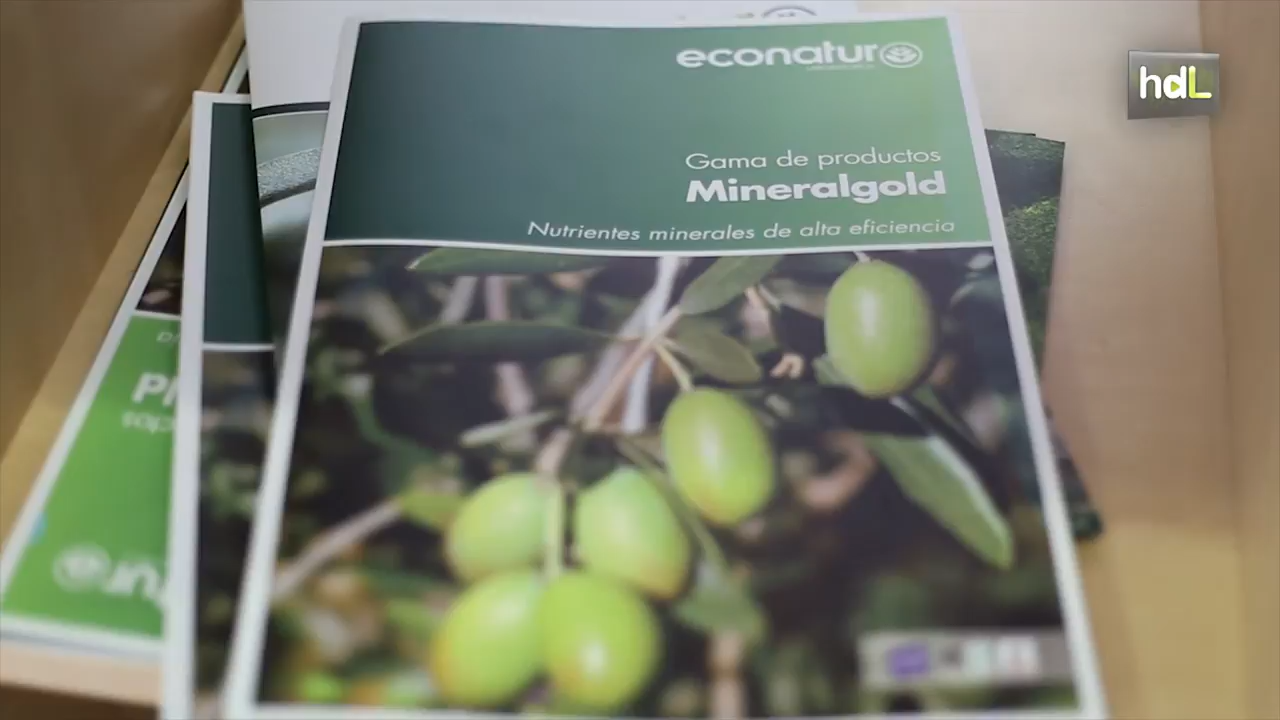 econatur
hdL
Gama de productos
Mineralgold
Nutrientes minerales de alta eficiencia